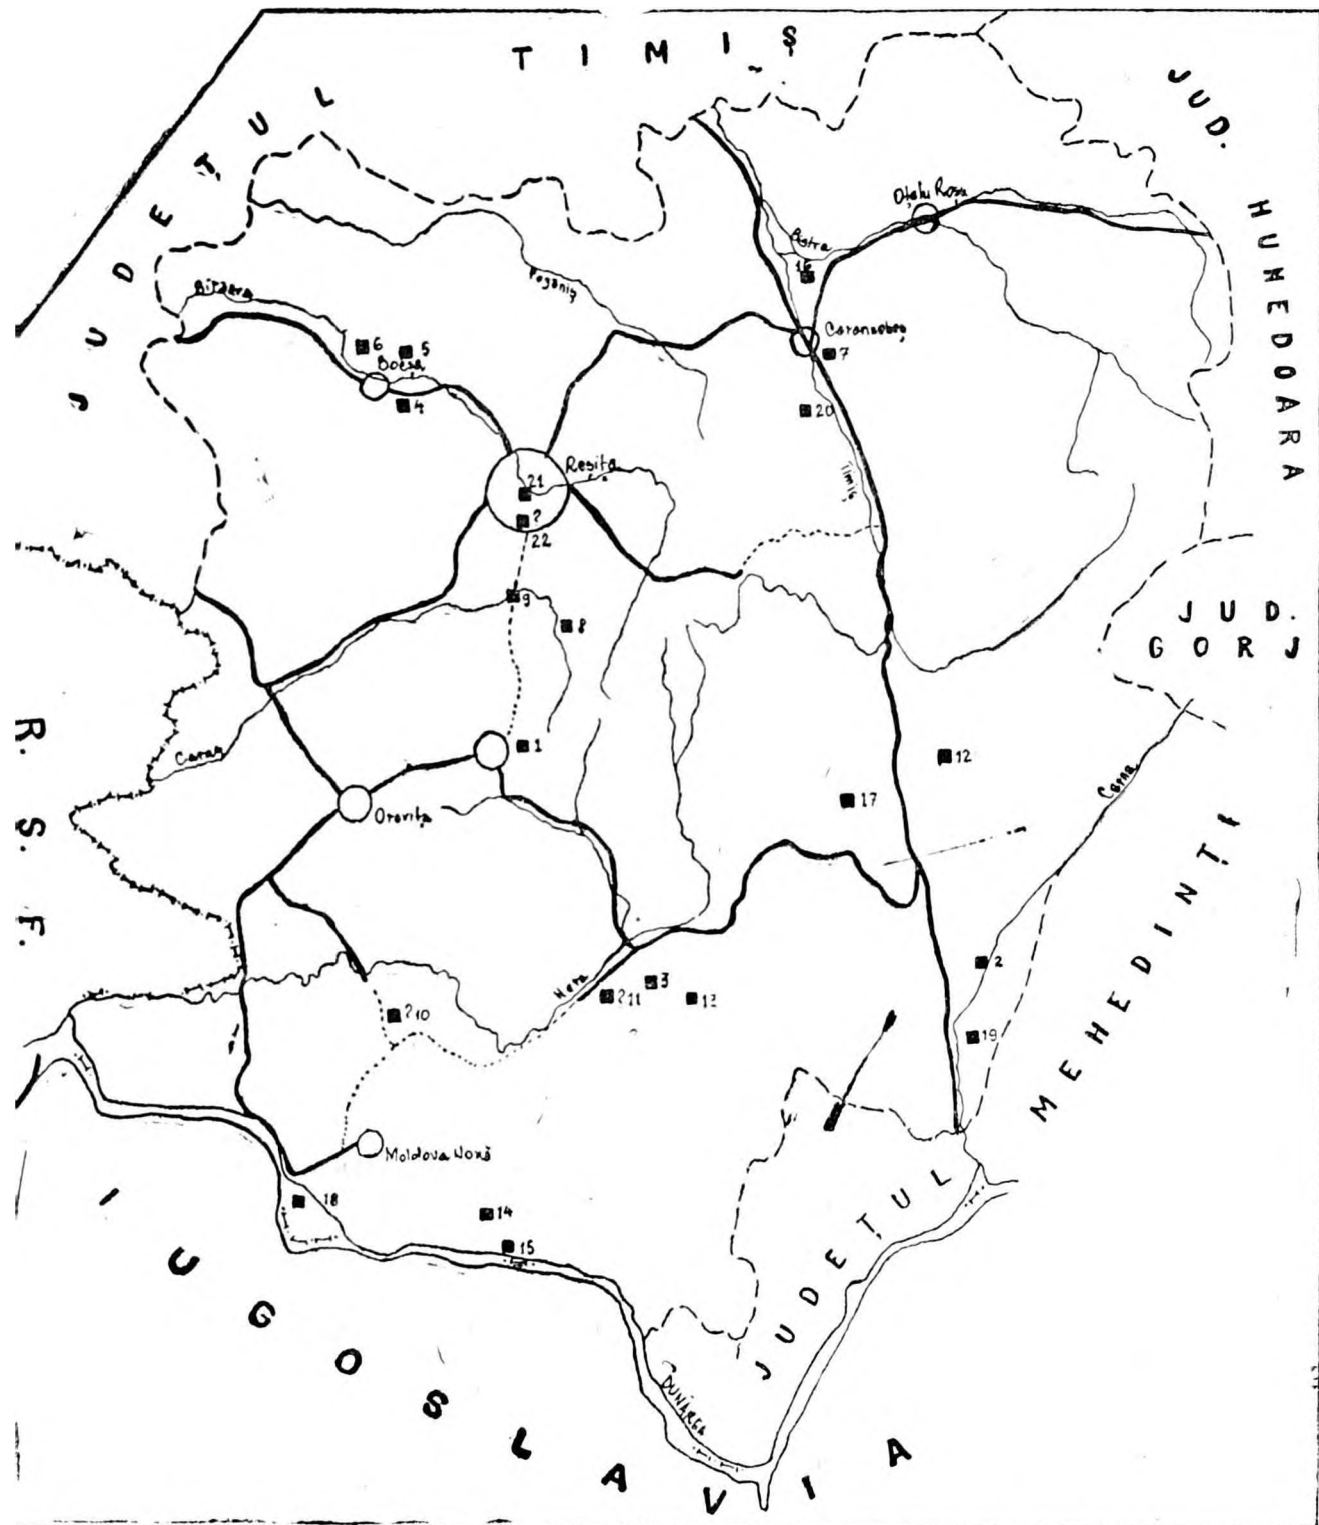 JUDEȚUL TIMIȘ
JUD. HUNEDOARA
Oțelu Roșu
Bistra
16
Pogăniș
Bîrzava
Caransebeș
7
6
5
Bocșa
4
20
Reșița
Timiș
21
?
22
9
8
JUD.
GORJ
1
12
Caraș
Cerna
17
Oravița
R. S. F. IUGOSLAVIA
2
3
Nera
?11
13
?10
19
JUDEȚUL MEHEDINȚI
Moldova Nouă
18
14
15
DUNĂREA